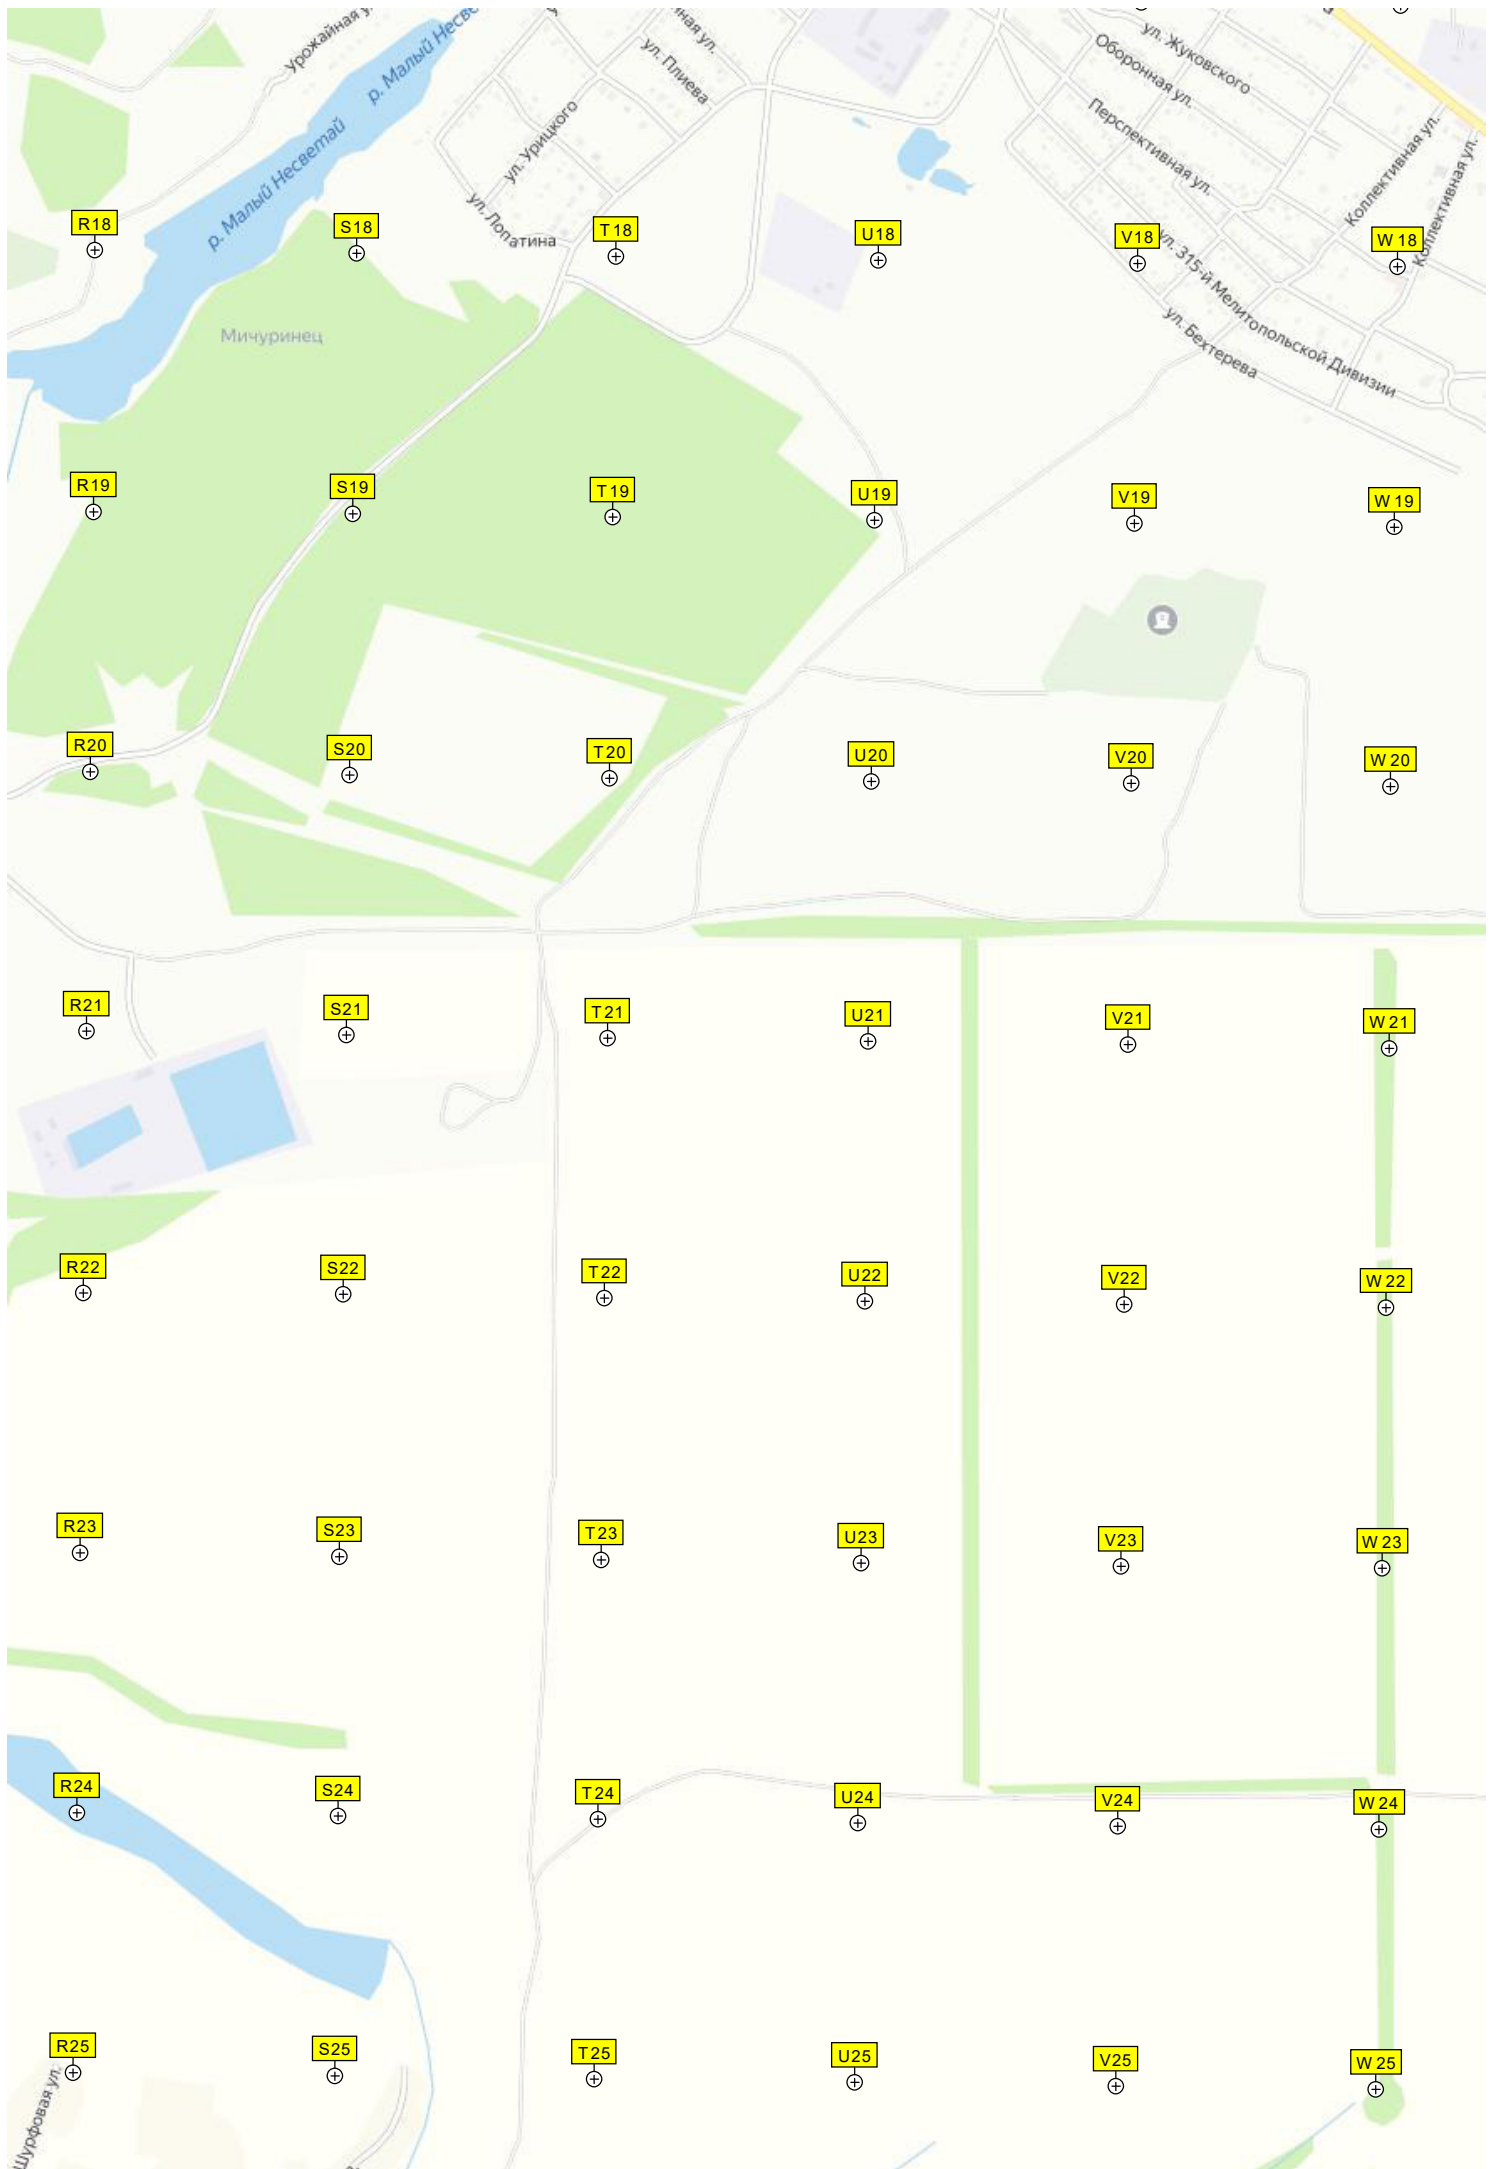 Урожайная у
р. Малый Несве
ная ул.
ул. Плиева
ул. Жуковского
Оборонная ул.
Перспективная ул.
Коллективная ул.
Коллективная ул.
ул. Урицкого
р. Малый Несветай
ул. Лопатина
R18
S18
T18
U18
V18
W18
ул. 315-й Мелитопольской Дивизии
ул. Бехтерева
Мичуринец
R19
S19
T19
U19
V19
W19
R20
S20
T20
U20
V20
W20
R21
S21
T21
U21
V21
W21
R22
S22
T22
U22
V22
W22
R23
S23
T23
U23
V23
W23
R24
S24
T24
U24
V24
W24
R25
S25
T25
U25
V25
W25
Шурфовая ул.